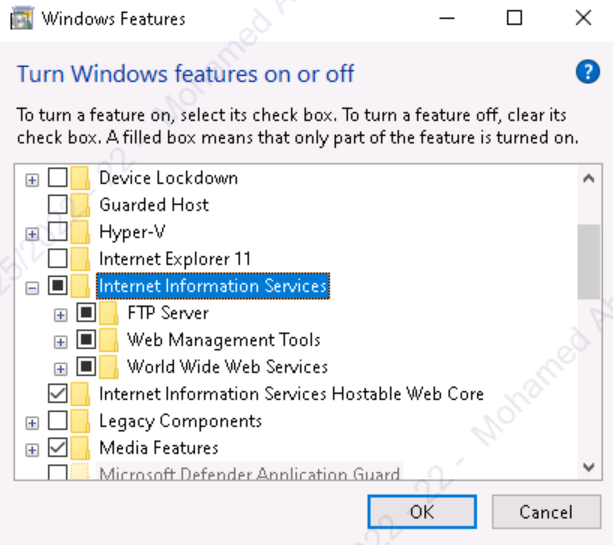 Windows Features
Turn Windows features on or off
To turn a feature on, select its check box. To turn a feature off, clear its
check box. A filled box means that only part of the feature is turned on.
Device Lockdown
Guarded Host
Hyper-V
Internet Explorer 11
Internet Information Services
FTP Server
Web Management Tools
World Wide Web Services
Internet Information Services Hostable Web Core
Legacy Components
Media Features
Microsoft Defender Application Guard
OK Cancel